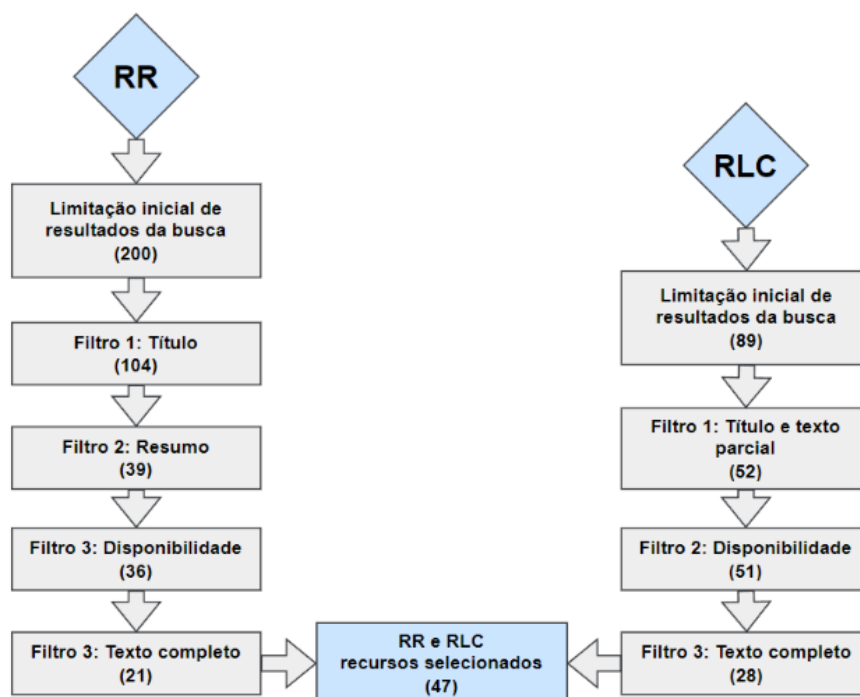 RR
Limitação inicial de
resultados da busca
(200)
Filtro 1: Título
(104)
Filtro 2: Resumo
(39)
Filtro 3: Disponibilidade
(36)
Filtro 3: Texto completo
(21)
RLC
Limitação inicial de
resultados da busca
(89)
Filtro 1: Título e texto
parcial
(52)
Filtro 2: Disponibilidade
(51)
Filtro 3: Texto completo
(28)
RR e RLC
recursos selecionados
(47)